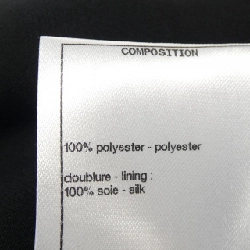 COMPOSITION
100% polyester - polyester
doublure - lining :
100% soie - silk